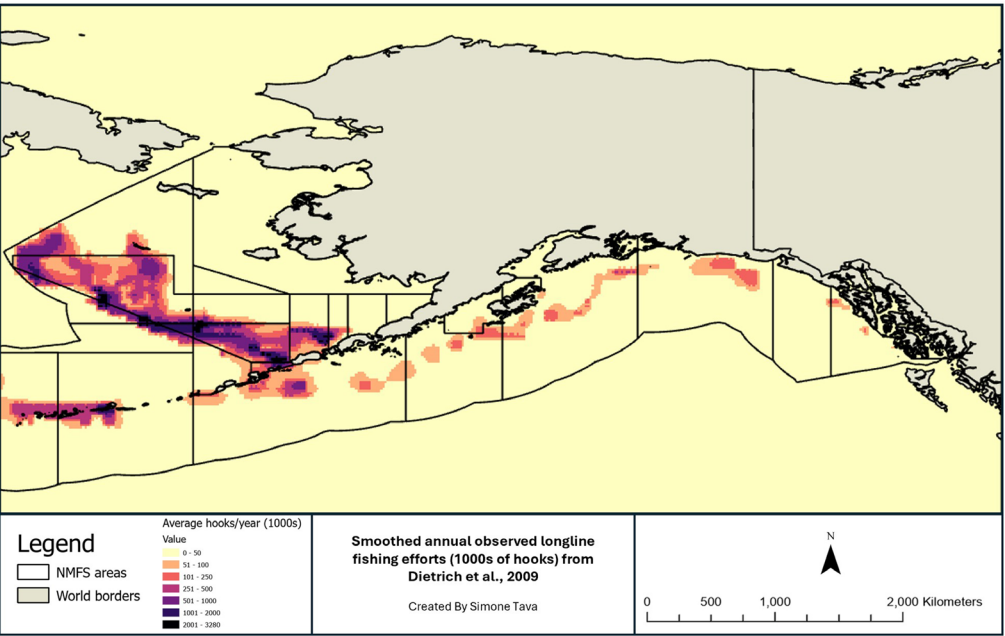 Legend
NMFS areas
World borders
Average hooks/year (1000s)
Value
0 - 50
51 - 100
101 - 250
251 - 500
501 - 1000
1001 - 2000
2001 - 3280
Smoothed annual observed longline
fishing efforts (1000s of hooks) from
Dietrich et al., 2009
Created By Simone Tava
N
0 500 1,000 2,000 Kilometers